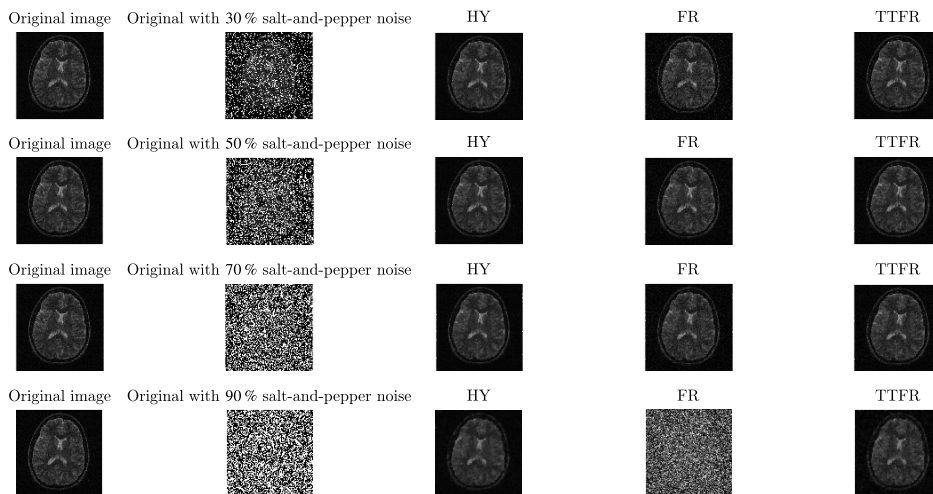 Original image Original with 30 % salt-and-pepper noise HY FR TTFR
Original image Original with 50 % salt-and-pepper noise HY FR TTFR
Original image Original with 70 % salt-and-pepper noise HY FR TTFR
Original image Original with 90 % salt-and-pepper noise HY FR TTFR